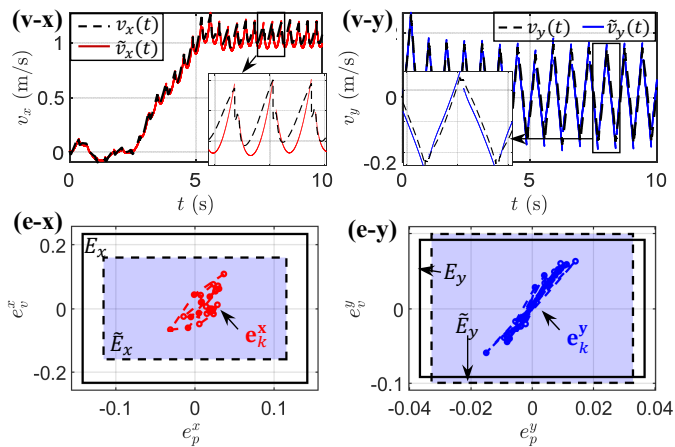 (v-x)
v_x(t)
ṽ_x(t)
v_x (m/s)
1
0.5
0
0
5
10
t (s)
(v-y)
v_y(t)
ṽ_y(t)
v_y (m/s)
0
-0.2
5
10
t (s)
(e-x)
E_x
Ẽ_x
e_k^x
e_v^x
0.2
0
-0.2
-0.1
0
0.1
e_p^x
(e-y)
E_y
Ẽ_y
e_k^y
e_v^y
0.1
0
-0.1
-0.04
-0.02
0
0.02
0.04
e_p^y